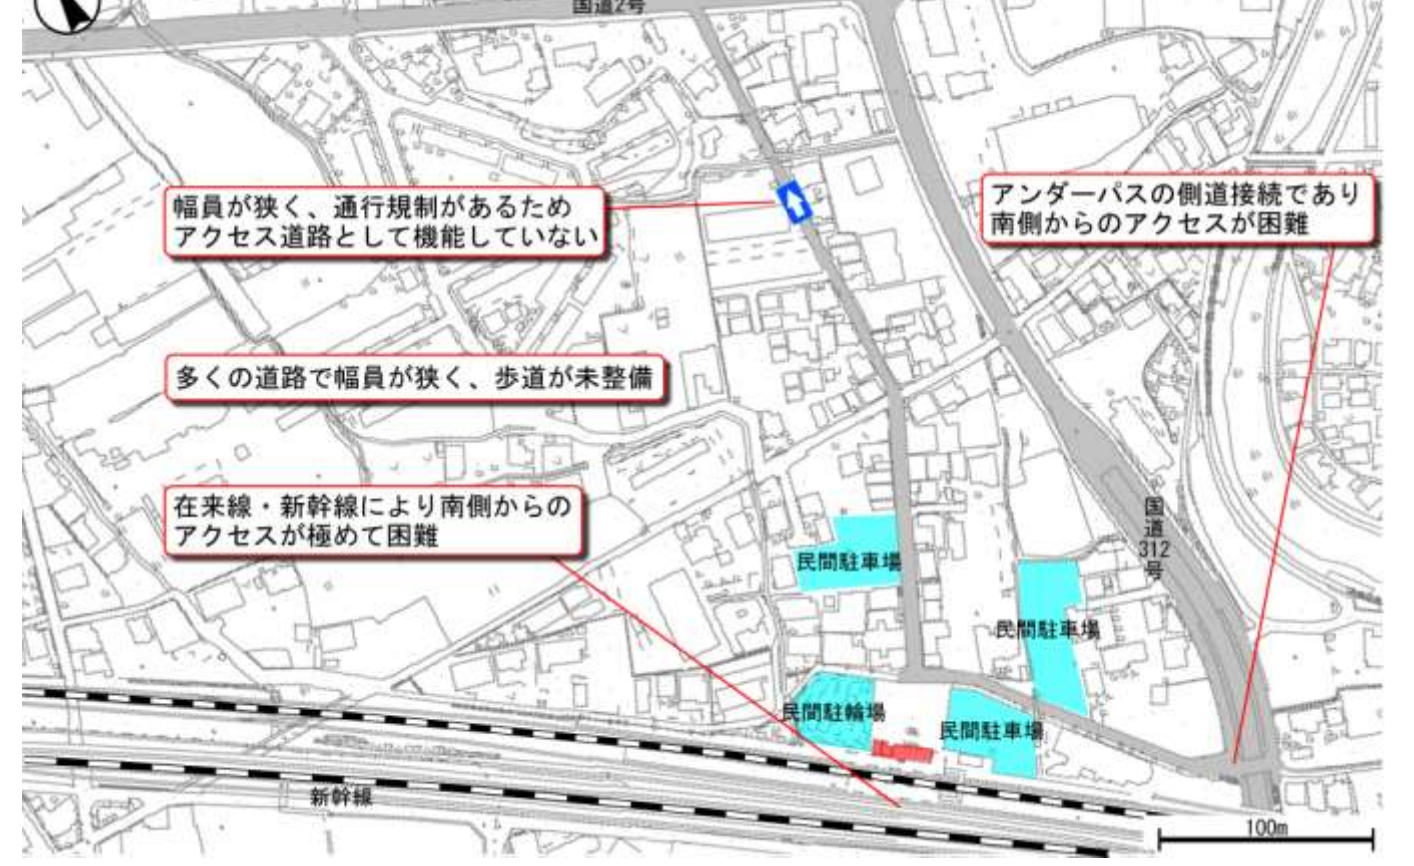 国道2号
幅員が狭く、通行規制があるため
アクセス道路として機能していない
アンダーパスの側道接続であり
南側からのアクセスが困難
多くの道路で幅員が狭く、歩道が未整備
在来線・新幹線により南側からの
アクセスが極めて困難
国道312号
民間駐車場
民間駐車場
民間駐輪場
民間駐車場
新幹線
100m